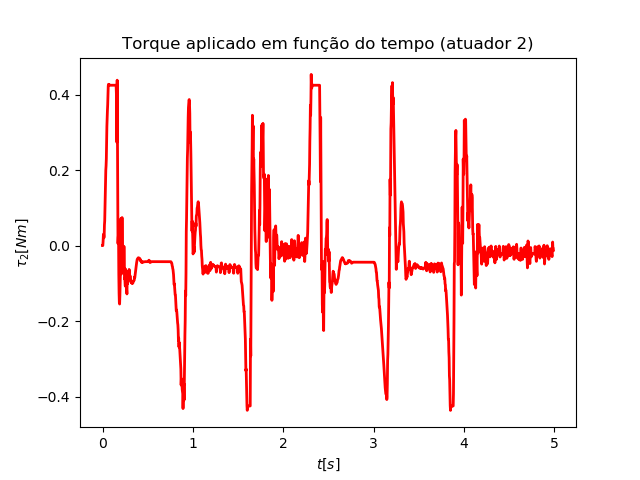 Torque aplicado em função do tempo (atuador 2)
τ₂[Nm]
0.4
0.2
0.0
−0.2
−0.4
0 1 2 3 4 5
t[s]